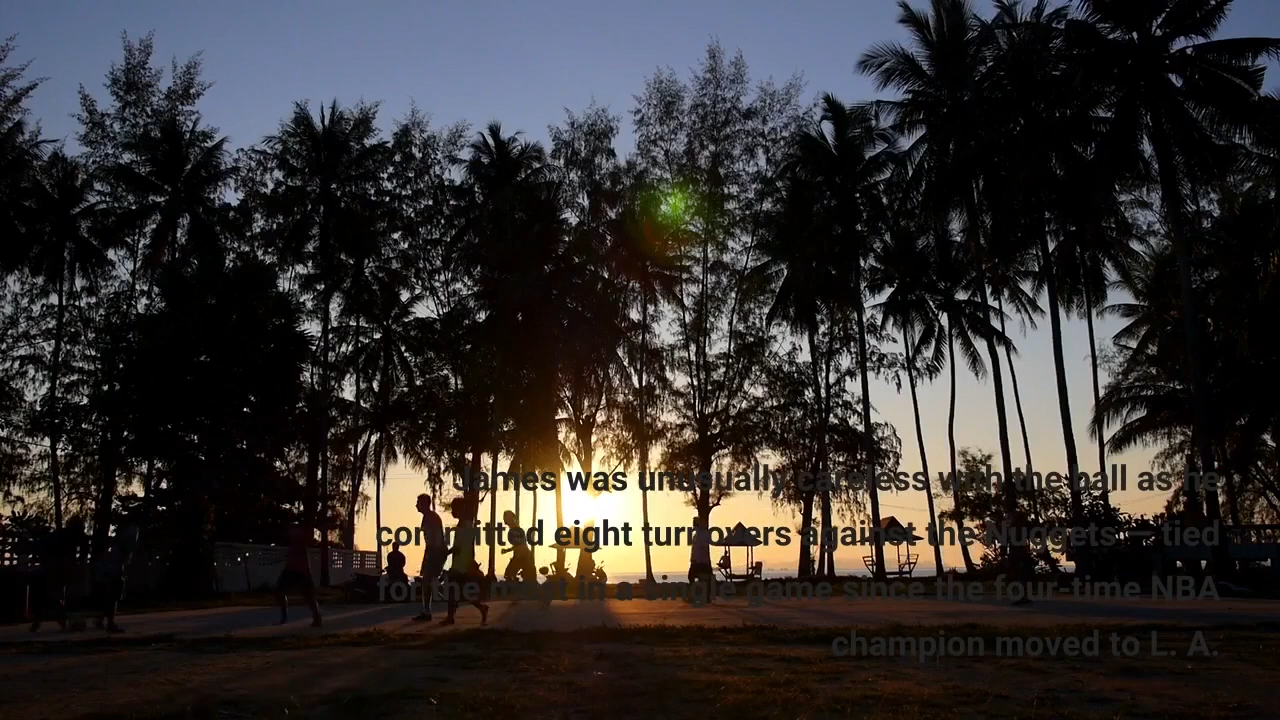 James was unusually careless with the ball as he
committed eight turnovers against the Nuggets — tied
for the most in a single game since the four-time NBA
champion moved to L. A.